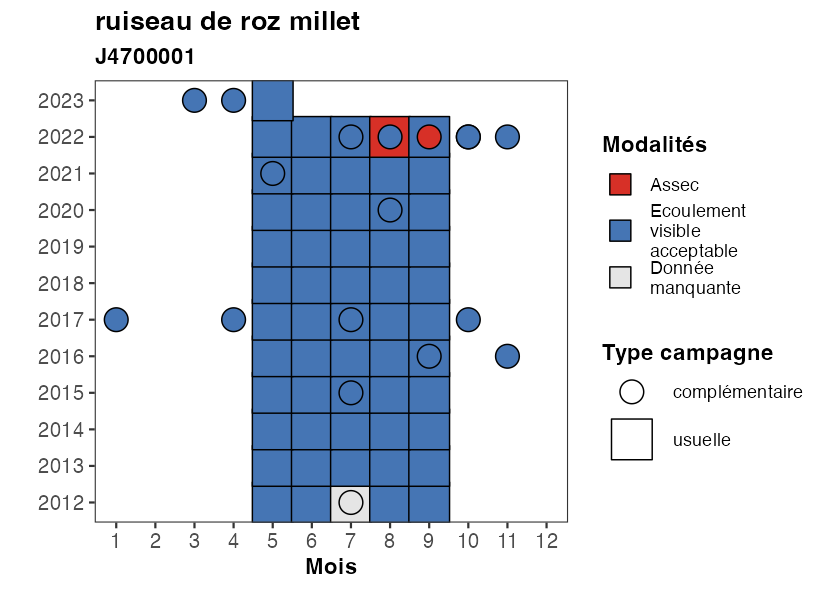 ruiseau de roz millet
J4700001
2023
2022
2021
2020
2019
2018
2017
2016
2015
2014
2013
2012
1 2 3 4 5 6 7 8 9 10 11 12
Mois
Modalités
Assec
Ecoulement
visible
acceptable
Donnée
manquante
Type campagne
complémentaire
usuelle